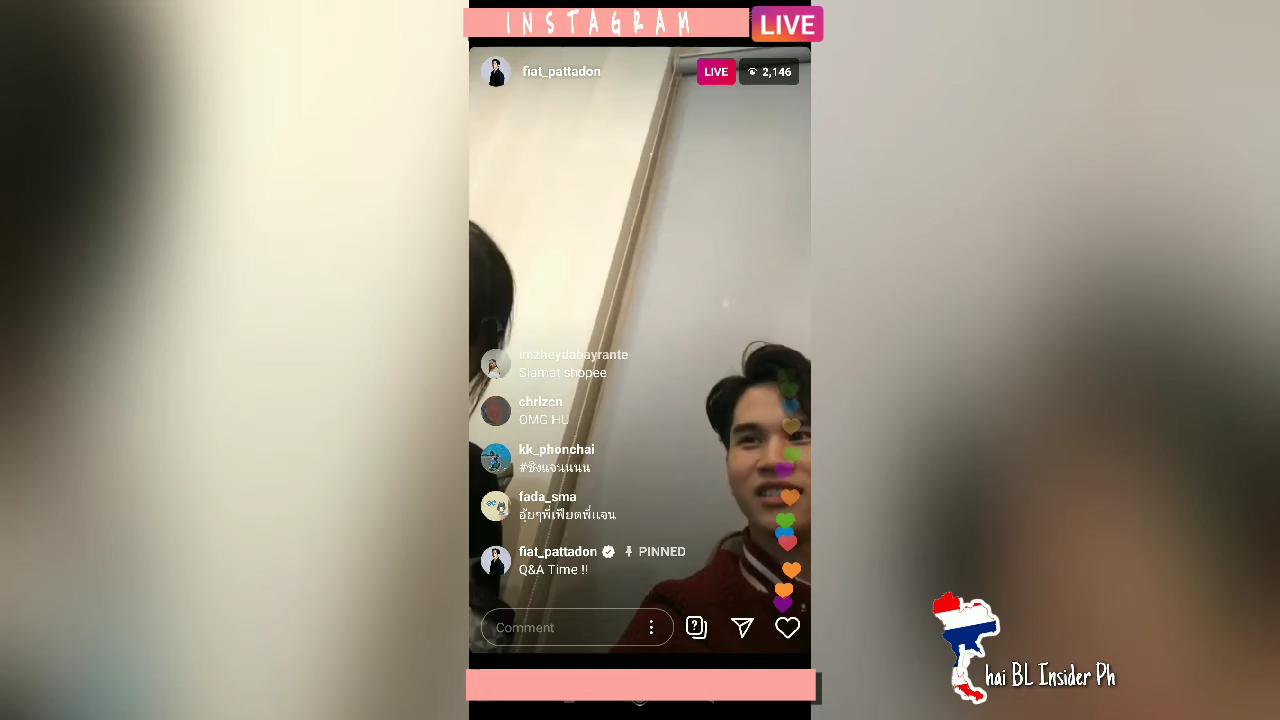 INSTAGRAM
LIVE
fiat_pattadon
LIVE
2,146
imzheydabayrante
Slamat shopee
chrlzcn
OMG HU
kk_phonchai
#ซิงแจนนนน
fada_sma
อุ้ยๆพี่เฟียตพี่แจน
fiat_pattadon PINNED
Q&A Time !!
Comment
hai BL Insider Ph